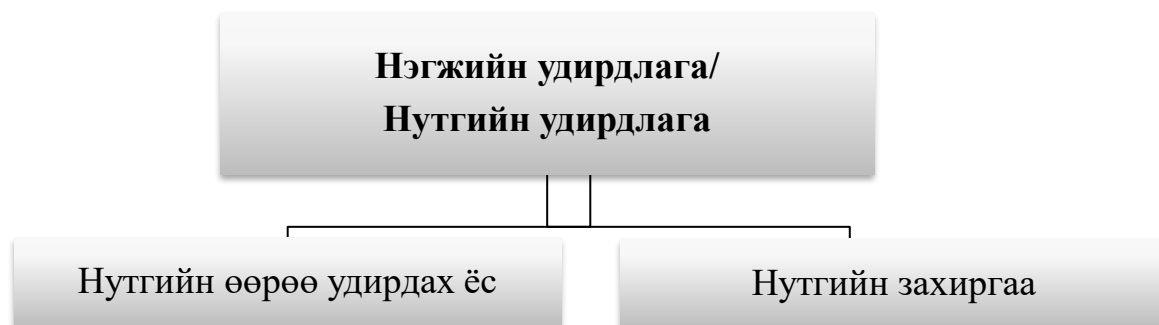 Нэгжийн удирдлага/
Нутгийн удирдлага
Нутгийн өөрөө удирдах ёс
Нутгийн захиргаа